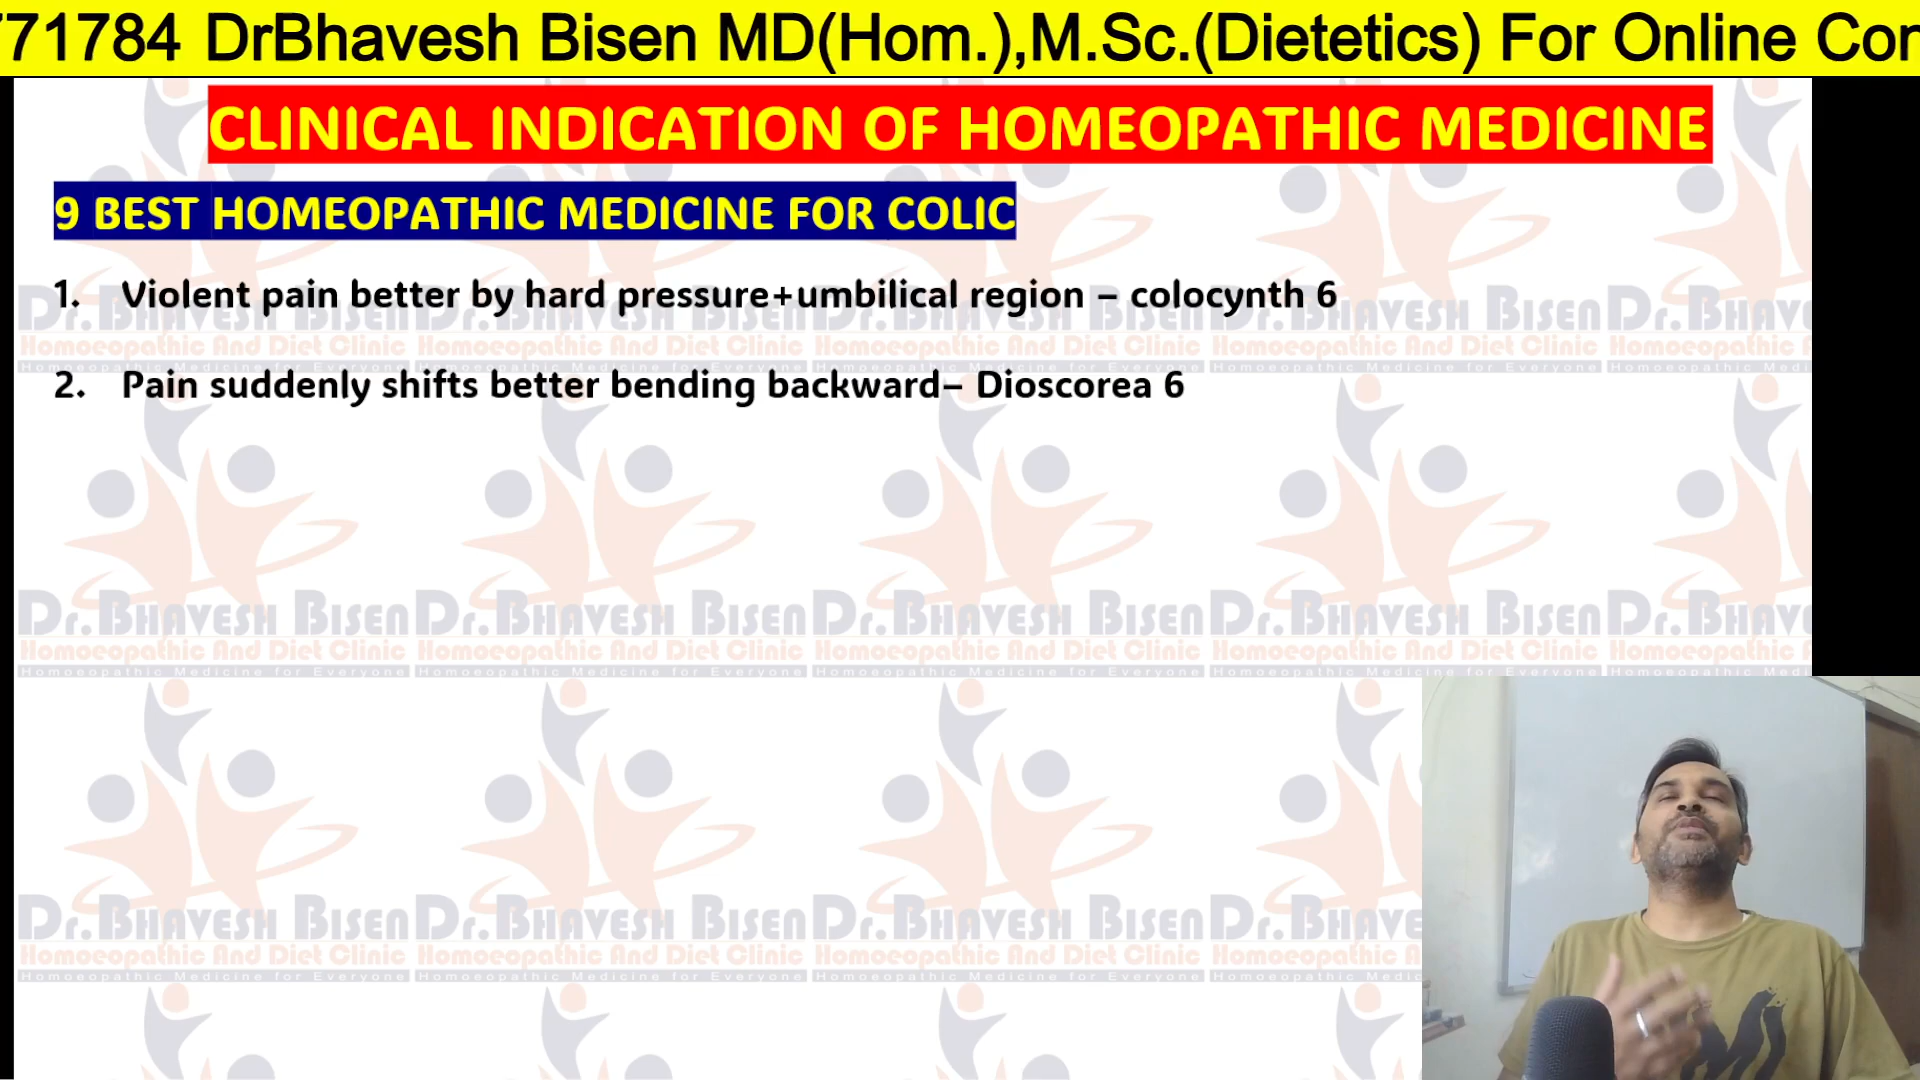 771784 DrBhavesh Bisen MD(Hom.),M.Sc.(Dietetics) For Online Con
CLINICAL INDICATION OF HOMEOPATHIC MEDICINE
9 BEST HOMEOPATHIC MEDICINE FOR COLIC
1. Violent pain better by hard pressure+umbilical region – colocynth 6
2. Pain suddenly shifts better bending backward– Dioscorea 6
Dr. Bhavesh Bisen
Homoeopathic And Diet Clinic
Homoeopathic Medicine for Everyone